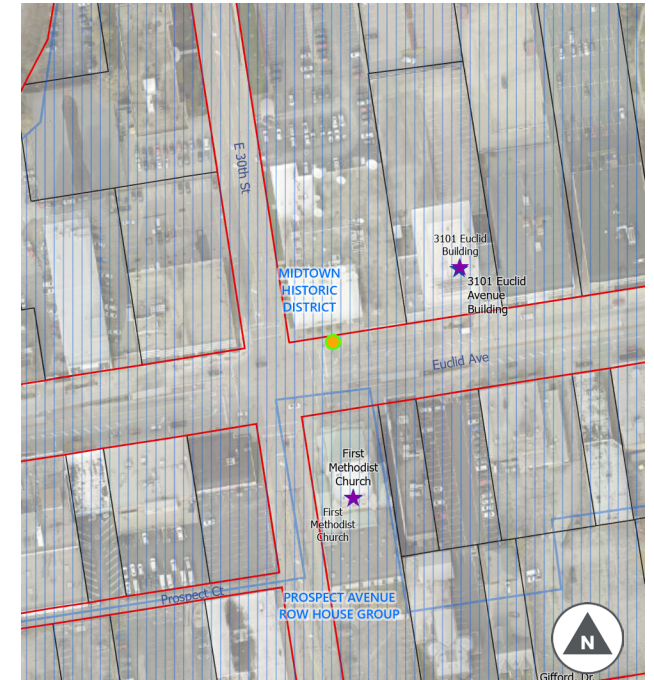 E 30th St
3101 Euclid
Building
3101 Euclid
Avenue
Building
MIDTOWN
HISTORIC
DISTRICT
Euclid Ave
First
Methodist
Church
First
Methodist
Church
Prospect Ct
PROSPECT AVENUE
ROW HOUSE GROUP
N
Gifford, Dr.